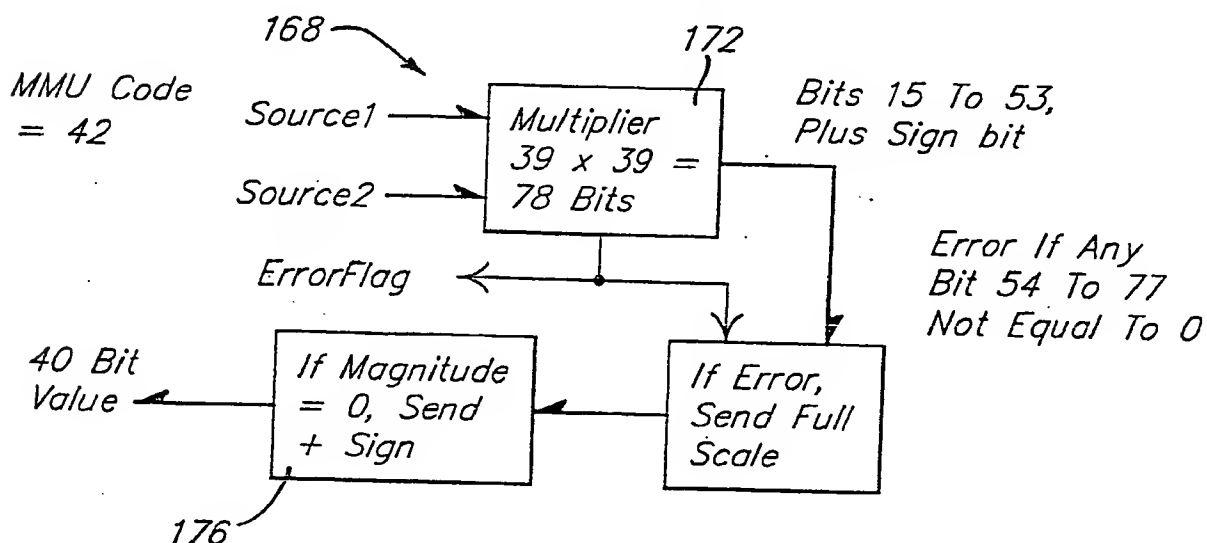 168
172
MMU Code
= 42
Source1
Source2
Multiplier
39 x 39 =
78 Bits
Bits 15 To 53,
Plus Sign bit
ErrorFlag
Error If Any
Bit 54 To 77
Not Equal To 0
40 Bit
Value
If Magnitude
= 0, Send
+ Sign
If Error,
Send Full
Scale
176